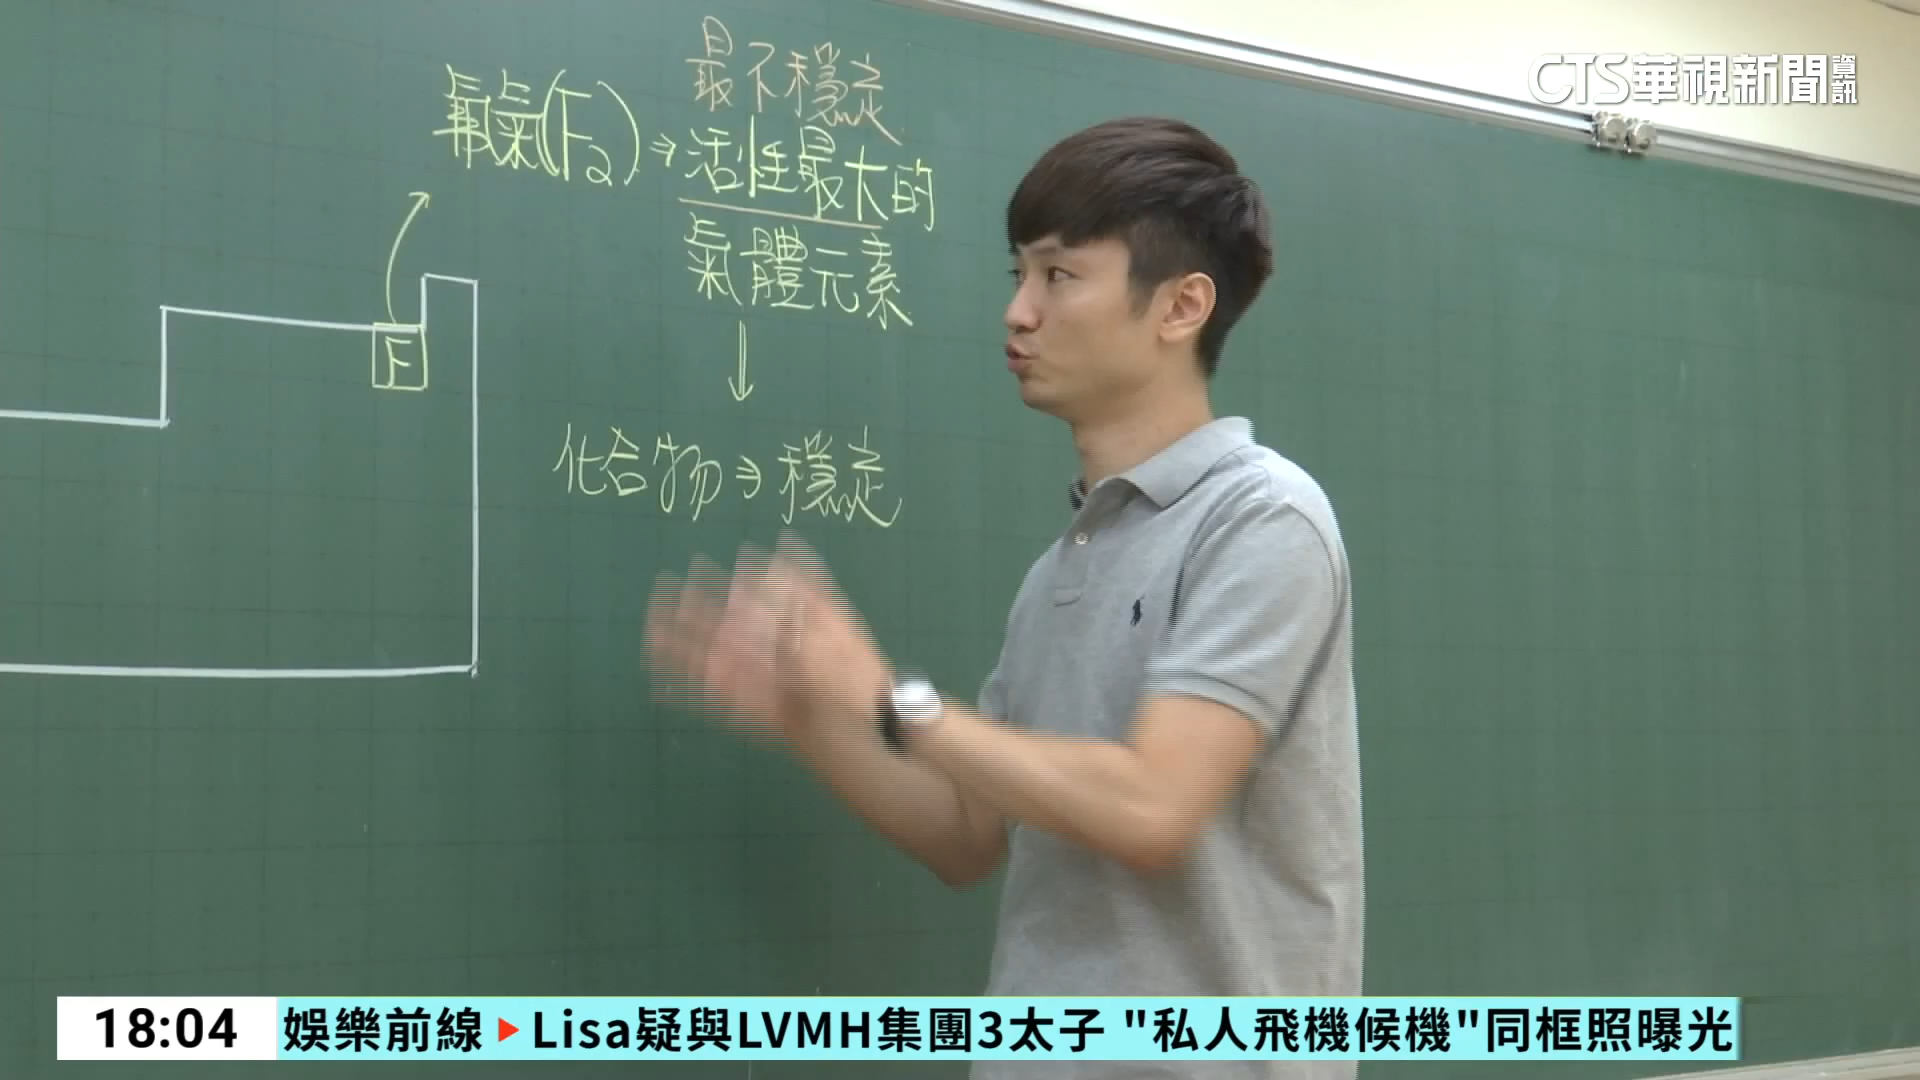 CTS華視新聞資訊
最不穩定
氟氣(F₂)→活性最大的
氣體元素
F
化合物→穩定
18:04 娛樂前線▶Lisa疑與LVMH集團3太子 "私人飛機候機"同框照曝光